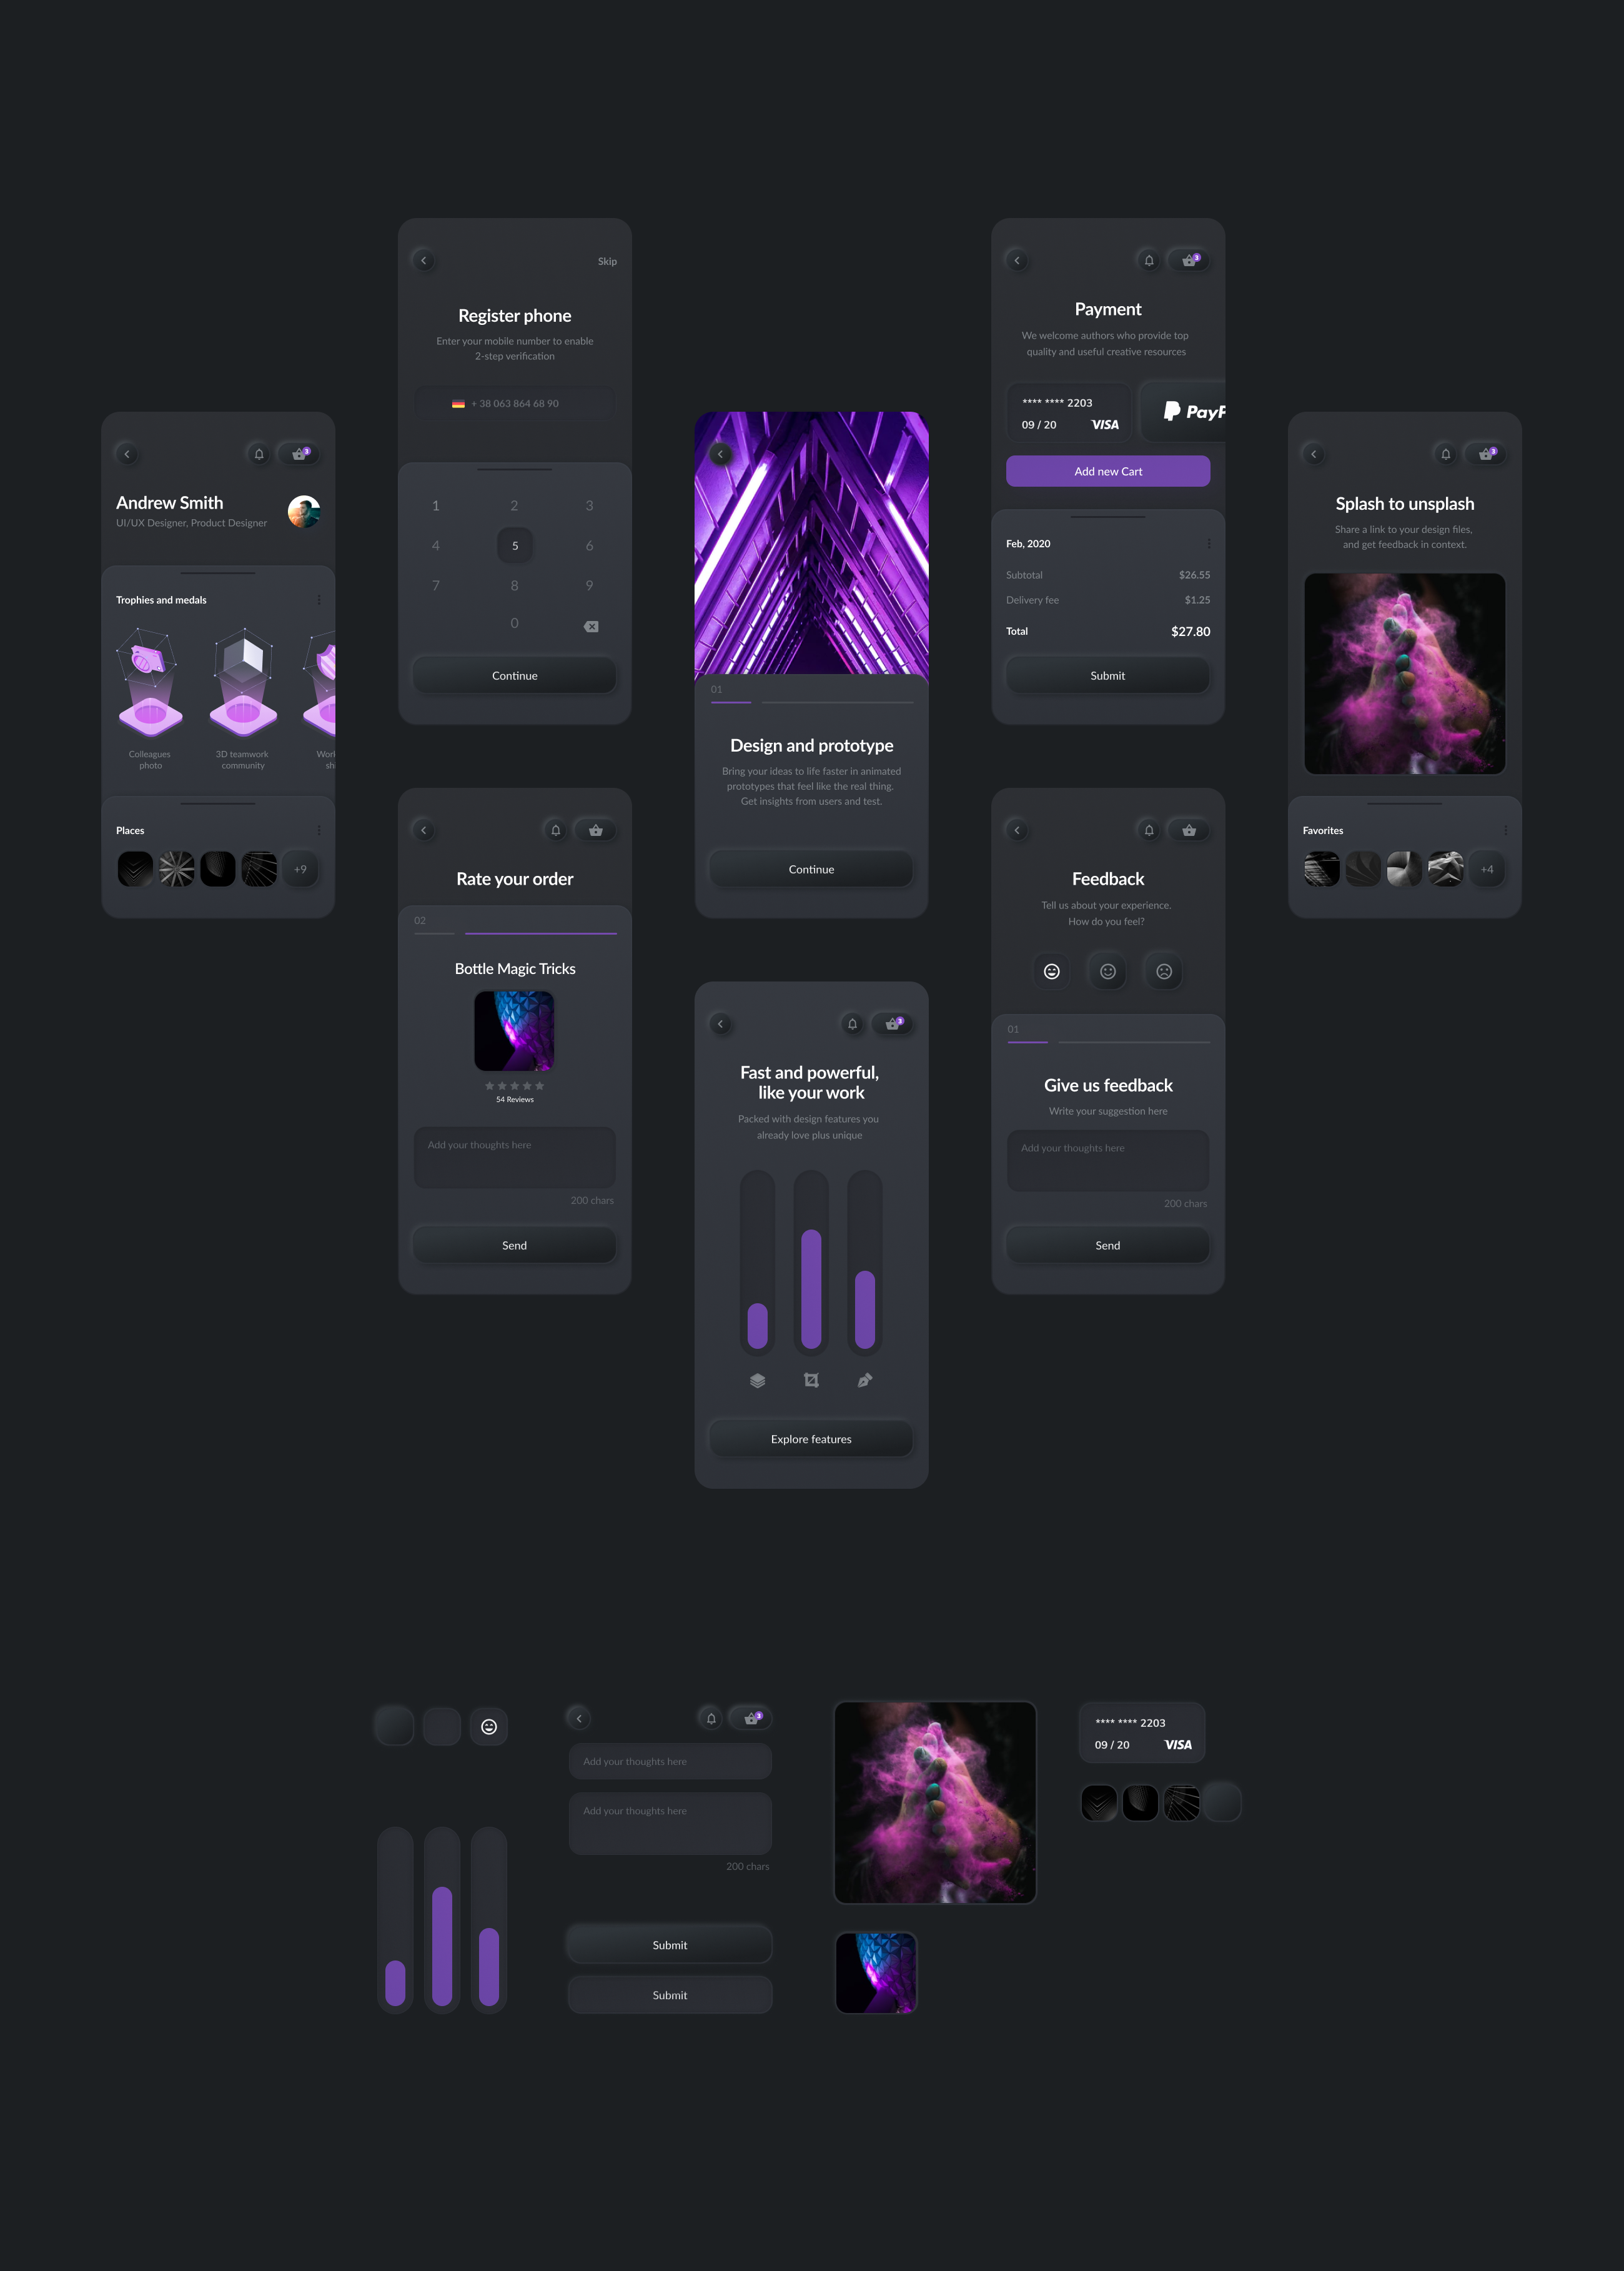 Andrew Smith
UI/UX Designer, Product Designer
3
Trophies and medals
Colleagues
photo
3D teamwork
community
Places
+9
Skip
Register phone
Enter your mobile number to enable
2-step verification
+ 38 063 864 68 90
1 2 3
4 5 6
7 8 9
0
Continue
Rate your order
02
Bottle Magic Tricks
54 Reviews
Add your thoughts here
200 chars
Send
01
Design and prototype
Bring your ideas to life faster in animated
prototypes that feel like the real thing.
Get insights from users and test.
Continue
3
Fast and powerful,
like your work
Packed with design features you
already love plus unique
Explore features
3
Payment
We welcome authors who provide top
quality and useful creative resources
**** **** 2203
09 / 20 VISA
PayP
Add new Cart
Feb, 2020
Subtotal $26.55
Delivery fee $1.25
Total $27.80
Submit
Feedback
Tell us about your experience.
How do you feel?
01
Give us feedback
Write your suggestion here
Add your thoughts here
200 chars
Send
3
Splash to unsplash
Share a link to your design files,
and get feedback in context.
Favorites
+4
3
Add your thoughts here
Add your thoughts here
200 chars
Submit
Submit
**** **** 2203
09 / 20 VISA